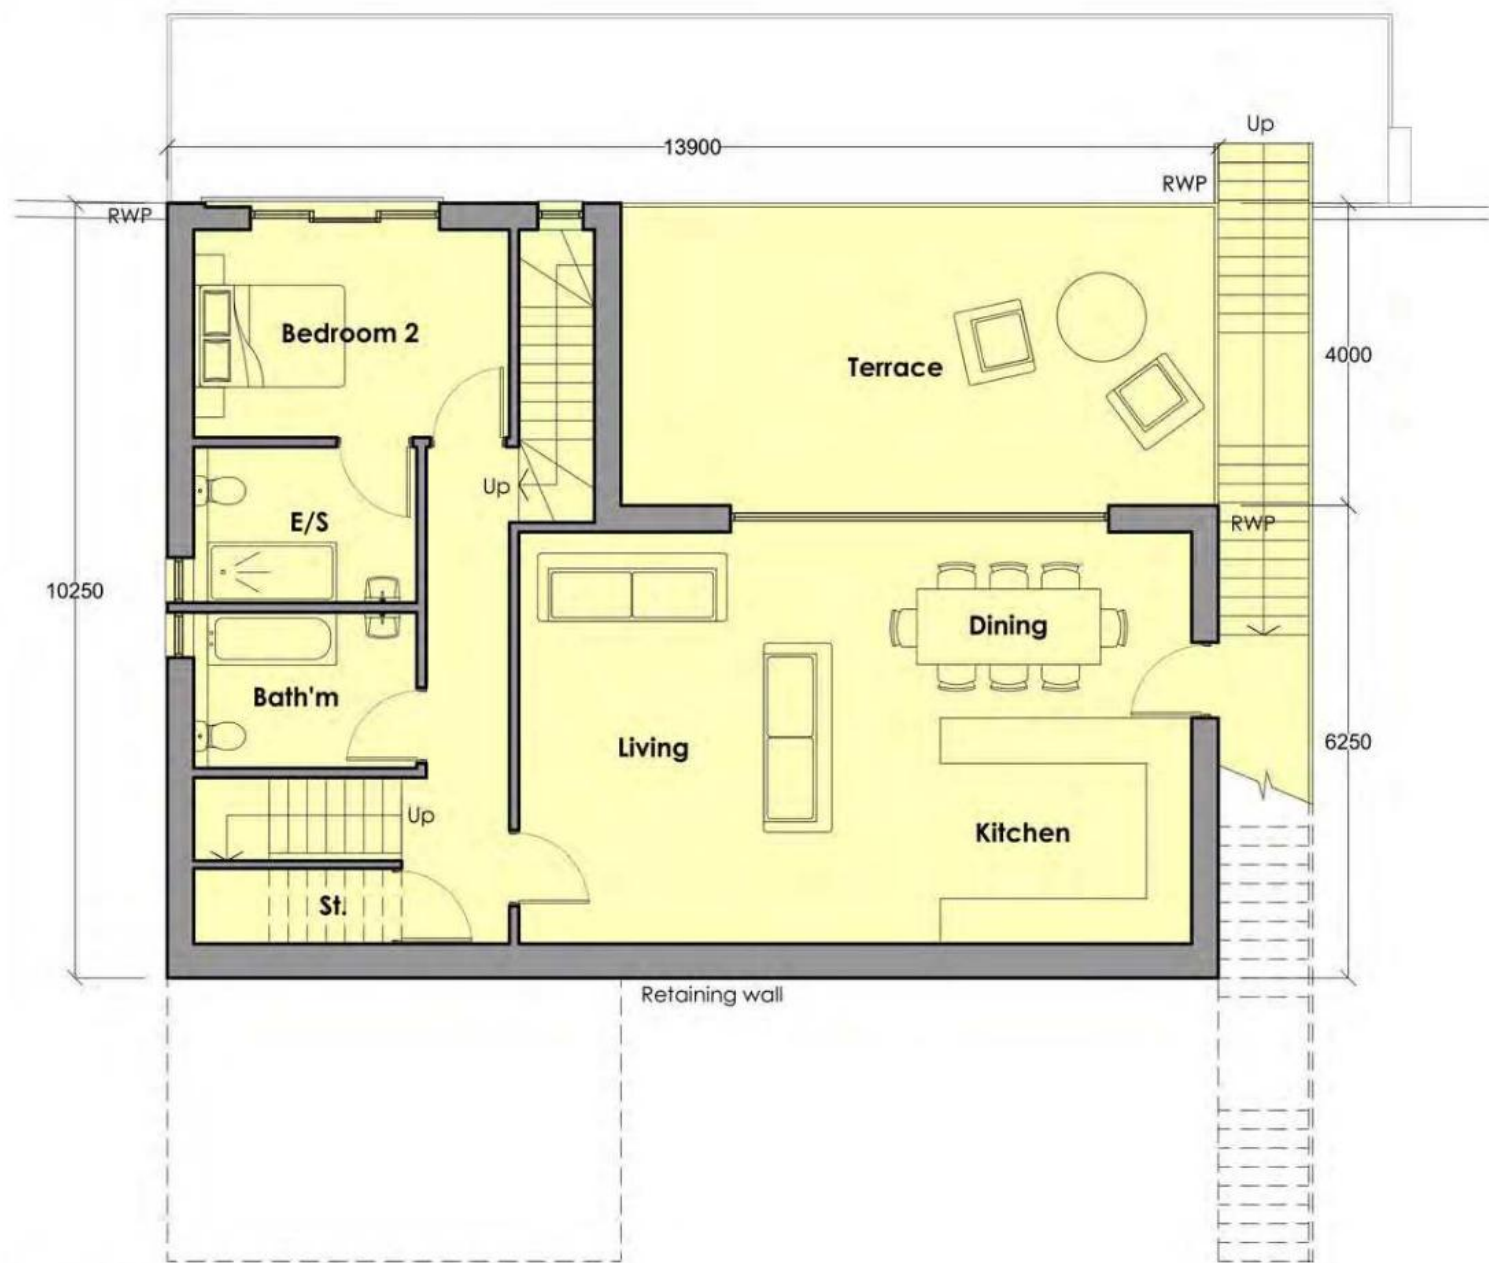 Up
13900
RWP
RWP
Bedroom 2
Terrace
4000
Up
E/S
RWP
10250
Dining
Bath'm
Living
6250
Up
Kitchen
St.
Retaining wall